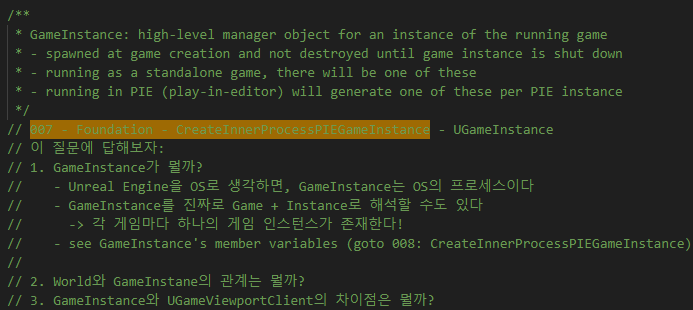 /**
* GameInstance: high-level manager object for an instance of the running game
* - spawned at game creation and not destroyed until game instance is shut down
* - running as a standalone game, there will be one of these
* - running in PIE (play-in-editor) will generate one of these per PIE instance
*/
// 007 - Foundation - CreateInnerProcessPIEGameInstance - UGameInstance
// 이 질문에 답해보자:
// 1. GameInstance가 뭘까?
//    - Unreal Engine을 OS로 생각하면, GameInstance는 OS의 프로세스이다
//    - GameInstance를 진짜로 Game + Instance로 해석할 수도 있다
//      -> 각 게임마다 하나의 게임 인스턴스가 존재한다!
//    - see GameInstance's member variables (goto 008: CreateInnerProcessPIEGameInstance)
//
// 2. World와 GameInstane의 관계는 뭘까?
// 3. GameInstance와 UGameViewportClient의 차이점은 뭘까?